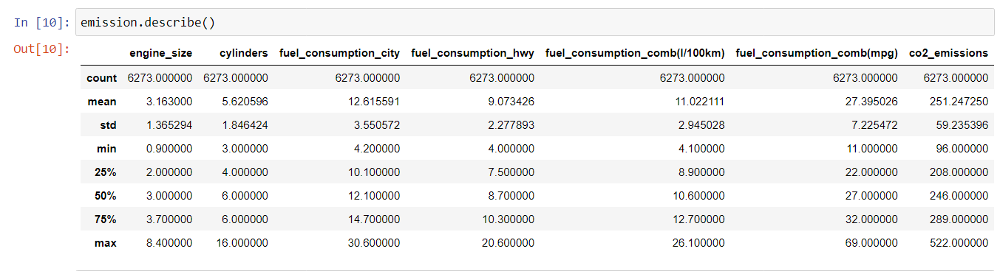 In [10]: emission.describe()
Out[10]:
engine_size cylinders fuel_consumption_city fuel_consumption_hwy fuel_consumption_comb(l/100km) fuel_consumption_comb(mpg) co2_emissions
count 6273.000000 6273.000000 6273.000000 6273.000000 6273.000000 6273.000000 6273.000000
mean 3.163000 5.620596 12.615591 9.073426 11.022111 27.395026 251.247250
std 1.365294 1.846424 3.550572 2.277893 2.945028 7.225472 59.235396
min 0.900000 3.000000 4.200000 4.000000 4.100000 11.000000 96.000000
25% 2.000000 4.000000 10.100000 7.500000 8.900000 22.000000 208.000000
50% 3.000000 6.000000 12.100000 8.700000 10.600000 27.000000 246.000000
75% 3.700000 6.000000 14.700000 10.300000 12.700000 32.000000 289.000000
max 8.400000 16.000000 30.600000 20.600000 26.100000 69.000000 522.000000